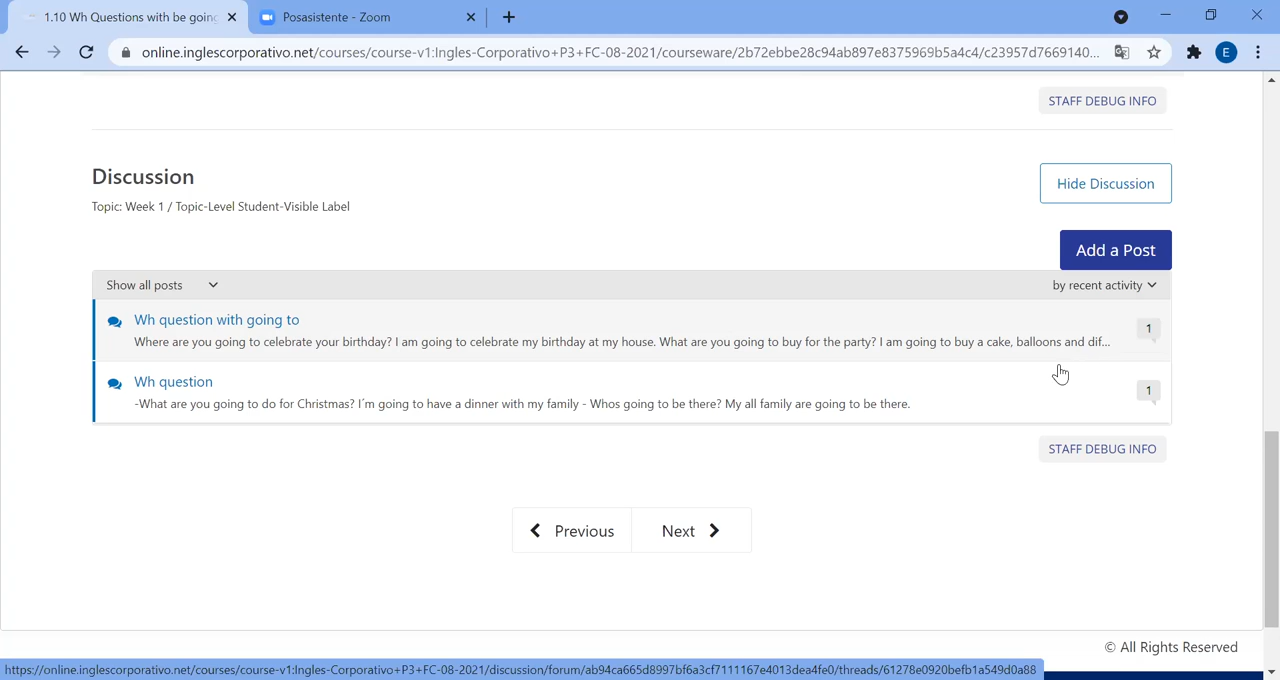 1.10 Wh Questions with be going
Posasistente - Zoom
online.inglescorporativo.net/courses/course-v1:Ingles-Corporativo+P3+FC-08-2021/courseware/2b72ebbe28c94ab897e8375969b5a4c4/c23957d7669140...
E
STAFF DEBUG INFO
Discussion
Hide Discussion
Topic: Week 1 / Topic-Level Student-Visible Label
Add a Post
Show all posts
by recent activity
Wh question with going to
1
Where are you going to celebrate your birthday? I am going to celebrate my birthday at my house. What are you going to buy for the party? I am going to buy a cake, balloons and dif...
Wh question
1
-What are you going to do for Christmas? I´m going to have a dinner with my family - Whos going to be there? My all family are going to be there.
STAFF DEBUG INFO
Previous
Next
© All Rights Reserved
https://online.inglescorporativo.net/courses/course-v1:Ingles-Corporativo+P3+FC-08-2021/discussion/forum/ab94ca665d8997bf6a3cf7111167e4013dea4fe0/threads/61278e0920befb1a549d0a88